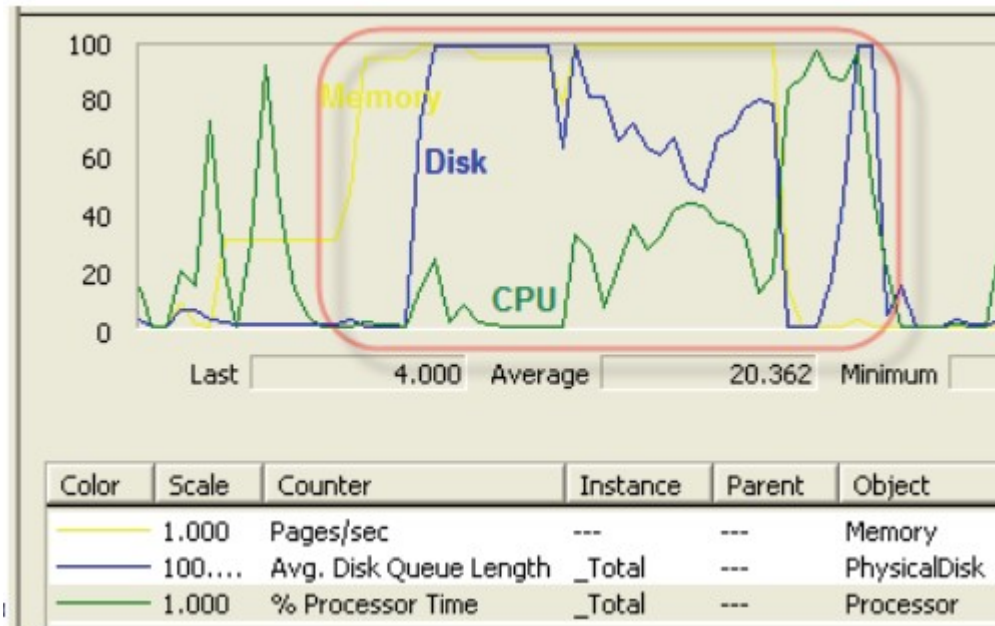 100
80
60
40
20
0
Memory
Disk
CPU
Last 4.000 Average 20.362 Minimum
Color Scale Counter Instance Parent Object
1.000 Pages/sec --- --- Memory
100.... Avg. Disk Queue Length _Total --- PhysicalDisk
1.000 % Processor Time _Total --- Processor